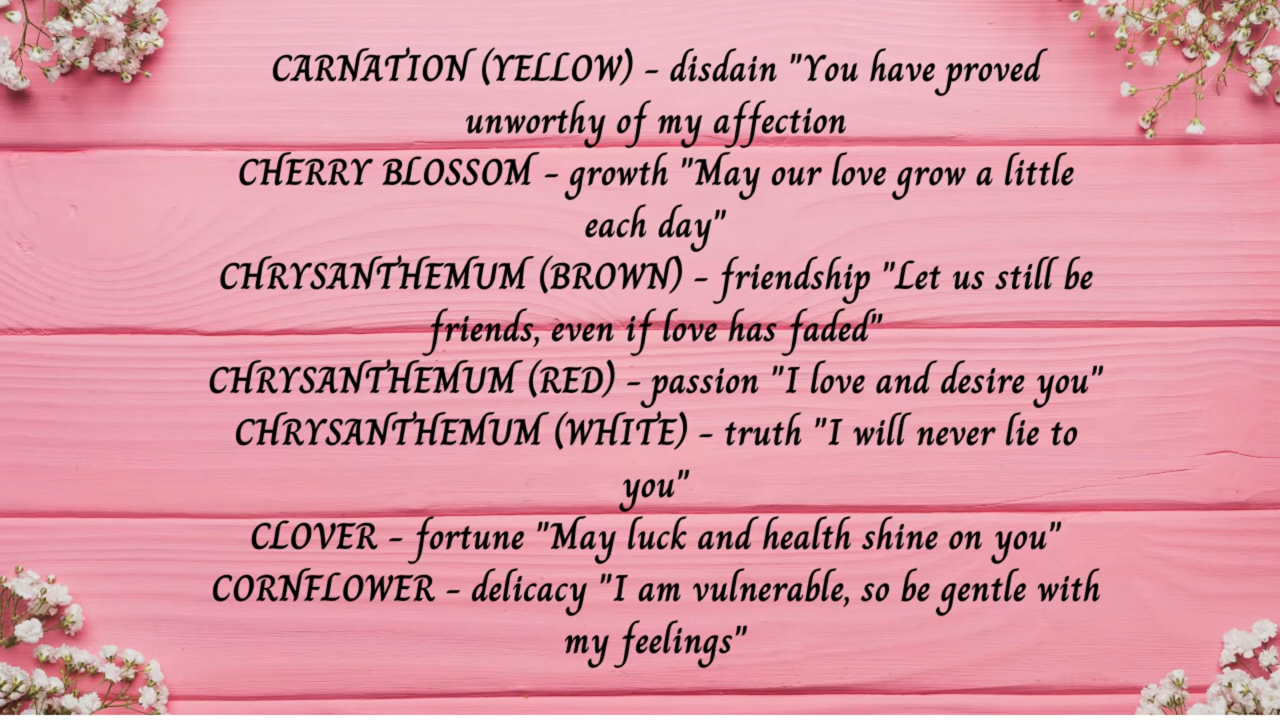 CARNATION (YELLOW) - disdain "You have proved
unworthy of my affection
CHERRY BLOSSOM - growth "May our love grow a little
each day"
CHRYSANTHEMUM (BROWN) - friendship "Let us still be
friends, even if love has faded"
CHRYSANTHEMUM (RED) - passion "I love and desire you"
CHRYSANTHEMUM (WHITE) - truth "I will never lie to
you"
CLOVER - fortune "May luck and health shine on you"
CORNFLOWER - delicacy "I am vulnerable, so be gentle with
my feelings"